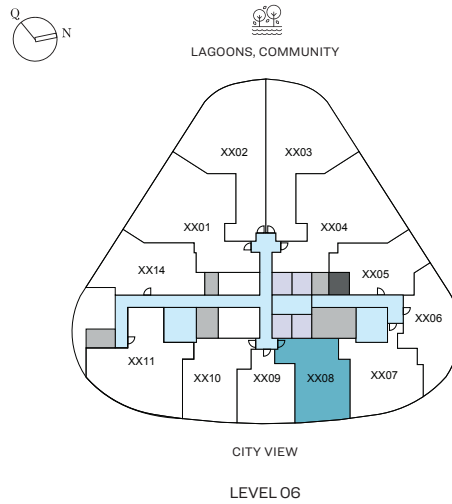 Q
N
LAGOONS, COMMUNITY
XX02
XX03
XX01
XX04
XX14
XX05
XX06
XX11
XX10
XX09
XX08
XX07
CITY VIEW
LEVEL 06